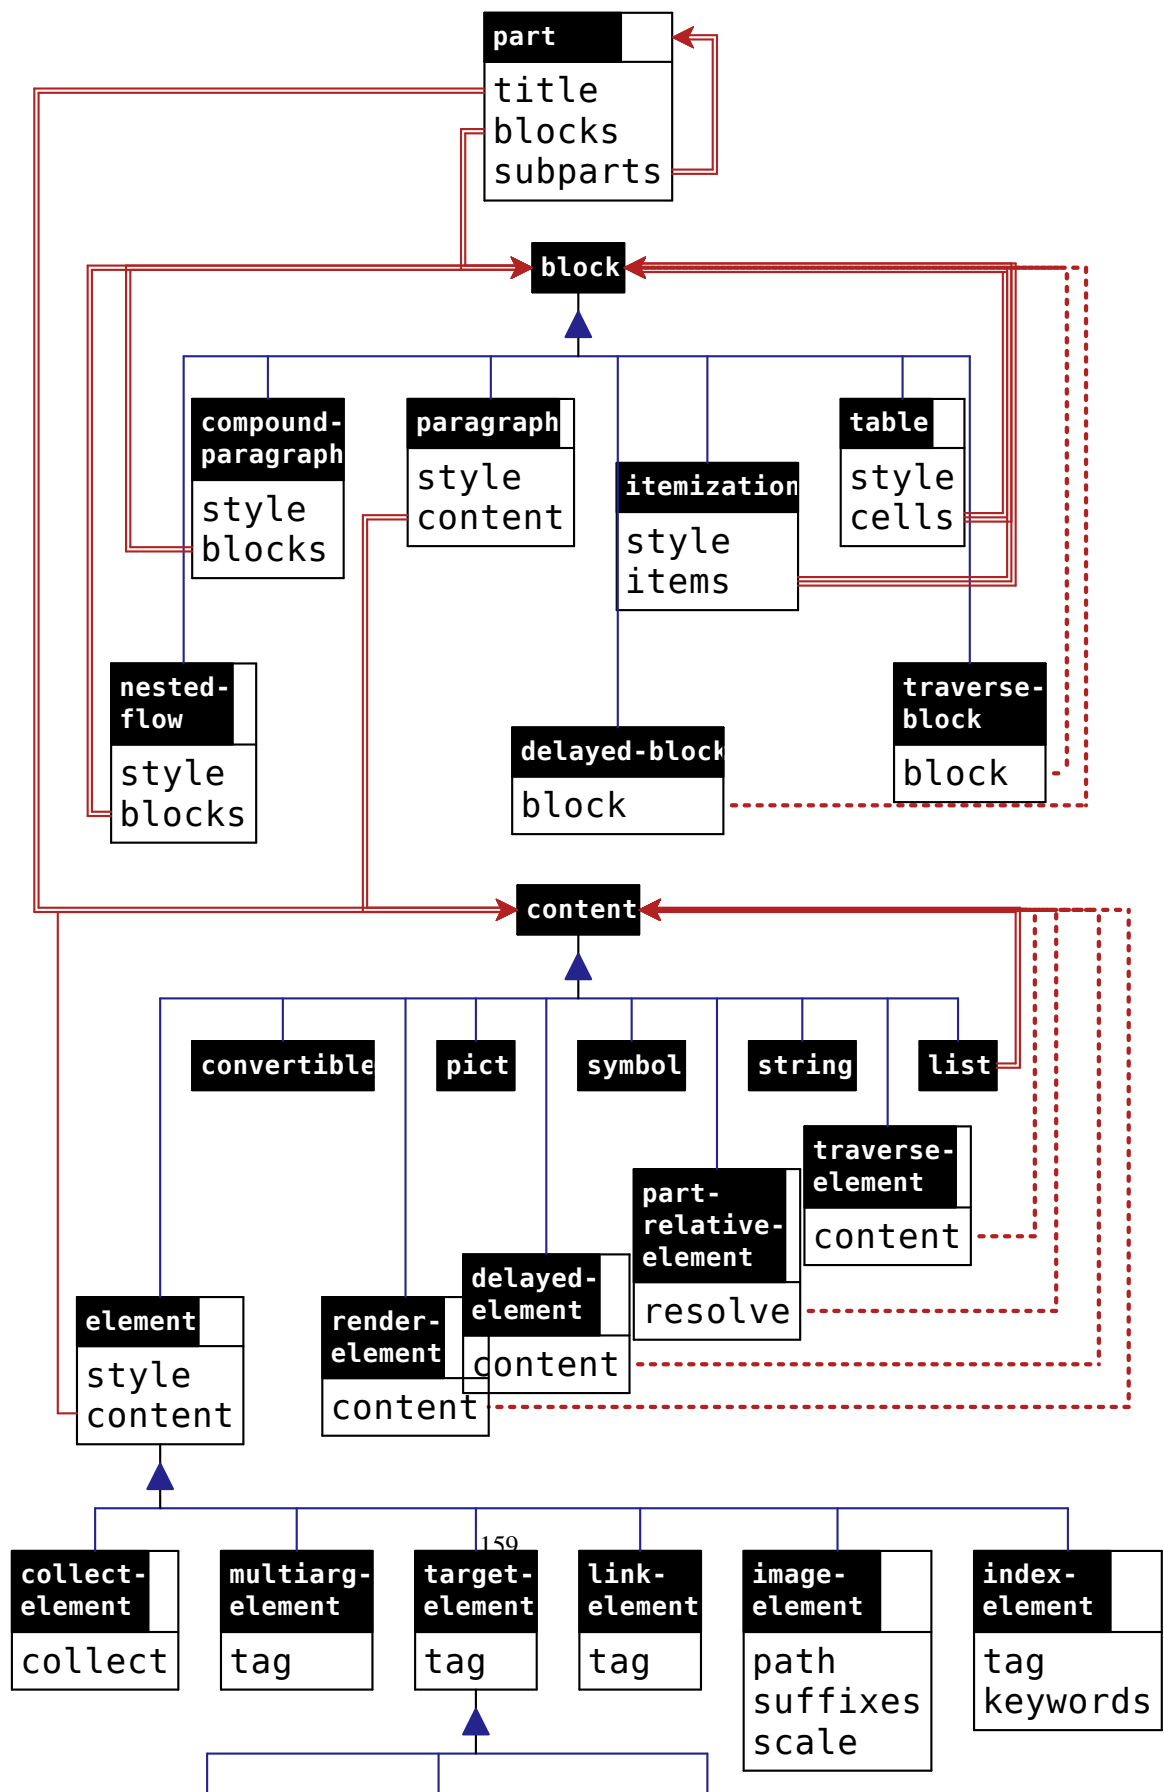 part
title
blocks
subparts
block
compound-
paragraph
style
blocks
paragraph
style
content
itemization
style
items
table
style
cells
nested-
flow
style
blocks
delayed-block
block
traverse-
block
block
content
convertible
pict
symbol
string
list
traverse-
element
content
part-
relative-
element
resolve
delayed-
element
content
render-
element
content
element
style
content
159
collect-
element
collect
multiarg-
element
tag
target-
element
tag
link-
element
tag
image-
element
path
suffixes
scale
index-
element
tag
keywords